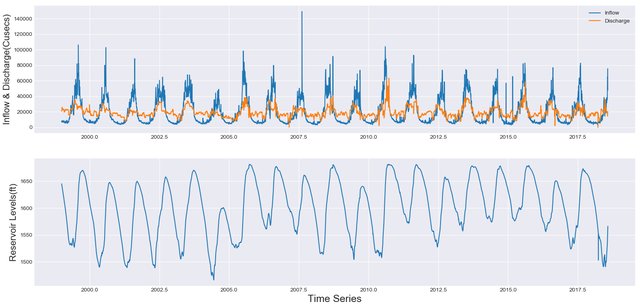 Inflow & Discharge(Cusecs)
140000
120000
100000
80000
60000
40000
20000
0
Inflow
Discharge
2000.0 2002.5 2005.0 2007.5 2010.0 2012.5 2015.0 2017.5
Reservoir Levels(ft)
1650
1600
1550
1500
2000.0 2002.5 2005.0 2007.5 2010.0 2012.5 2015.0 2017.5
Time Series